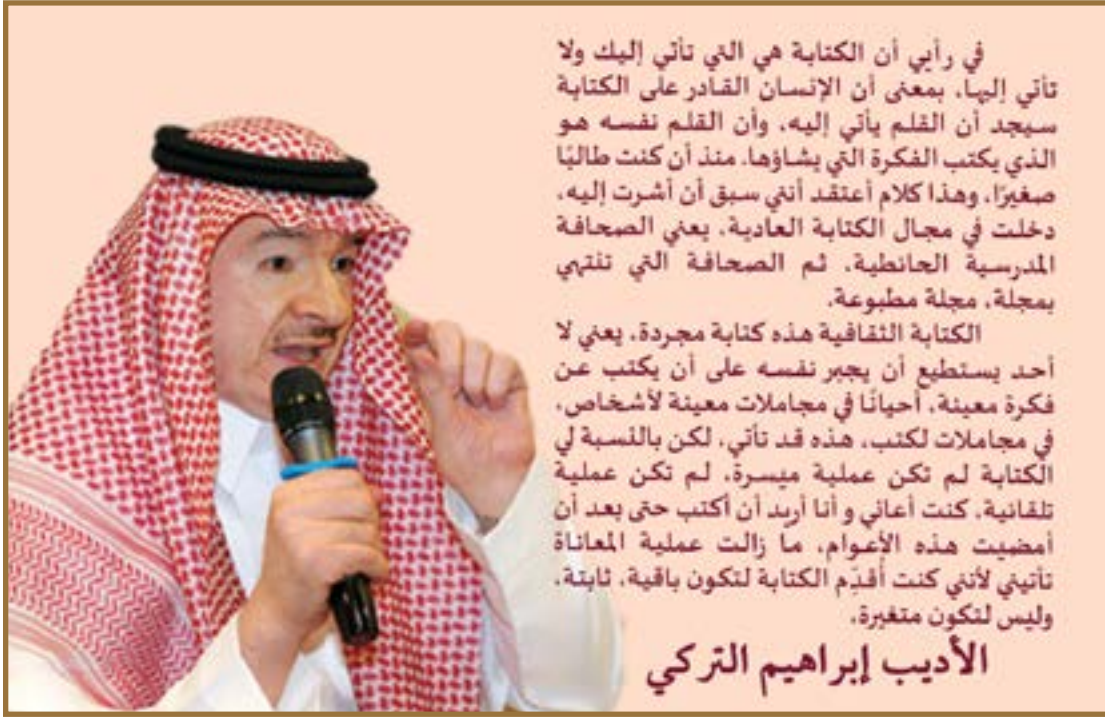 في رأيي أن الكتابة هي التي تأتي إليك ولا
تأتي إليها، بمعنى أن الإنسان القادر على الكتابة
سيجد أن القلم يأتي إليه، وأن القلم نفسه هو
الذي يكتب الفكرة التي يشاؤها. منذ أن كنت طالبًا
صغيرًا، وهذا كلام أعتقد أنني سبق أن أشرت إليه،
دخلت في مجال الكتابة العادية، يعني الصحافة
المدرسية الحائطية، ثم الصحافة التي تنتهي
بمجلة، مجلة مطبوعة.
الكتابة الثقافية هذه كتابة مجردة، يعني لا
أحد يستطيع أن يجبر نفسه على أن يكتب عن
فكرة معينة، أحيانًا في مجاملات معينة لأشخاص،
في مجاملات لكتب، هذه قد تأتي، لكن بالنسبة لي
الكتابة لم تكن عملية ميسرة، لم تكن عملية
تلقائية، كنت أعاني و أنا أريد أن أكتب حتى بعد أن
أمضيت هذه الأعوام، ما زالت عملية المعاناة
تأتيني لأنني كنت أقدّم الكتابة لتكون باقية، ثابتة،
وليس لتكون متغيرة.
الأديب إبراهيم التركي